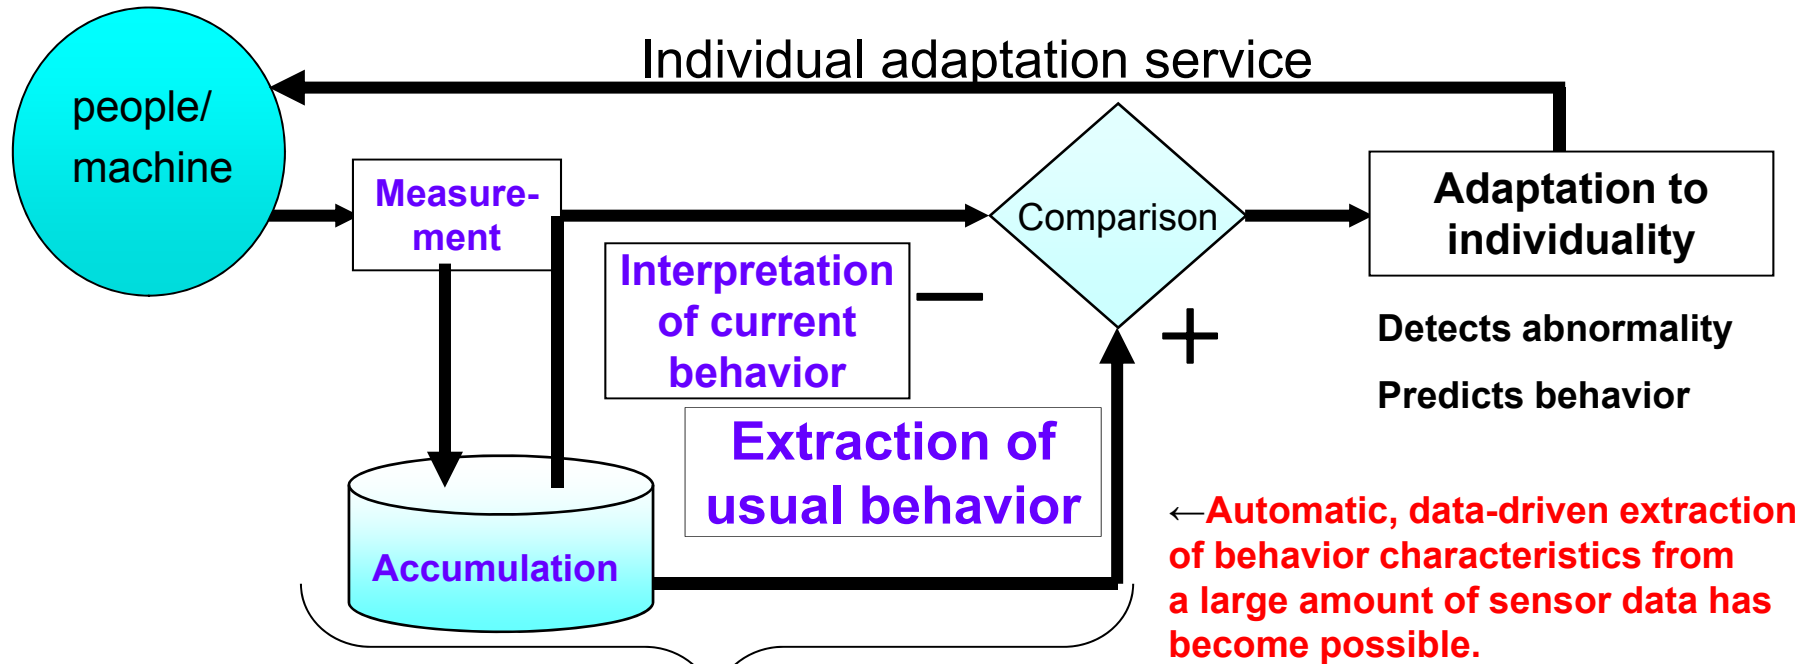 Individual adaptation service
people/
machine
Measure-
ment
Comparison
Adaptation to
individuality
Interpretation
of current
behavior
−
+
Detects abnormality
Predicts behavior
Extraction of
usual behavior
Accumulation
←Automatic, data-driven extraction
of behavior characteristics from
a large amount of sensor data has
become possible.